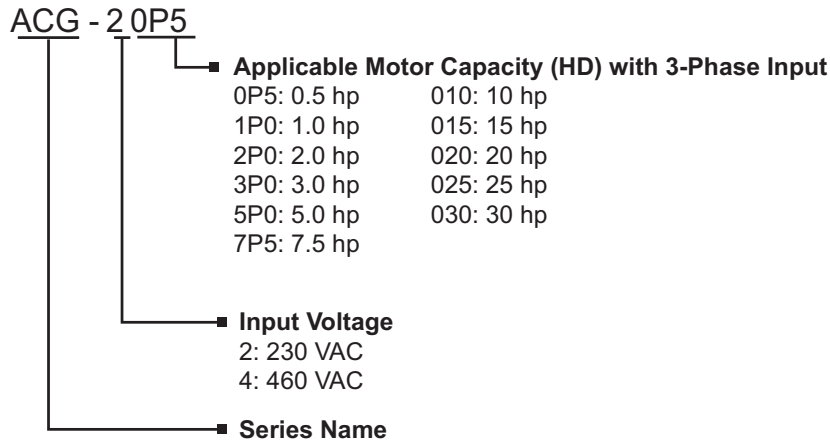 ACG - 2 0P5
Applicable Motor Capacity (HD) with 3-Phase Input
0P5: 0.5 hp 010: 10 hp
1P0: 1.0 hp 015: 15 hp
2P0: 2.0 hp 020: 20 hp
3P0: 3.0 hp 025: 25 hp
5P0: 5.0 hp 030: 30 hp
7P5: 7.5 hp
Input Voltage
2: 230 VAC
4: 460 VAC
Series Name